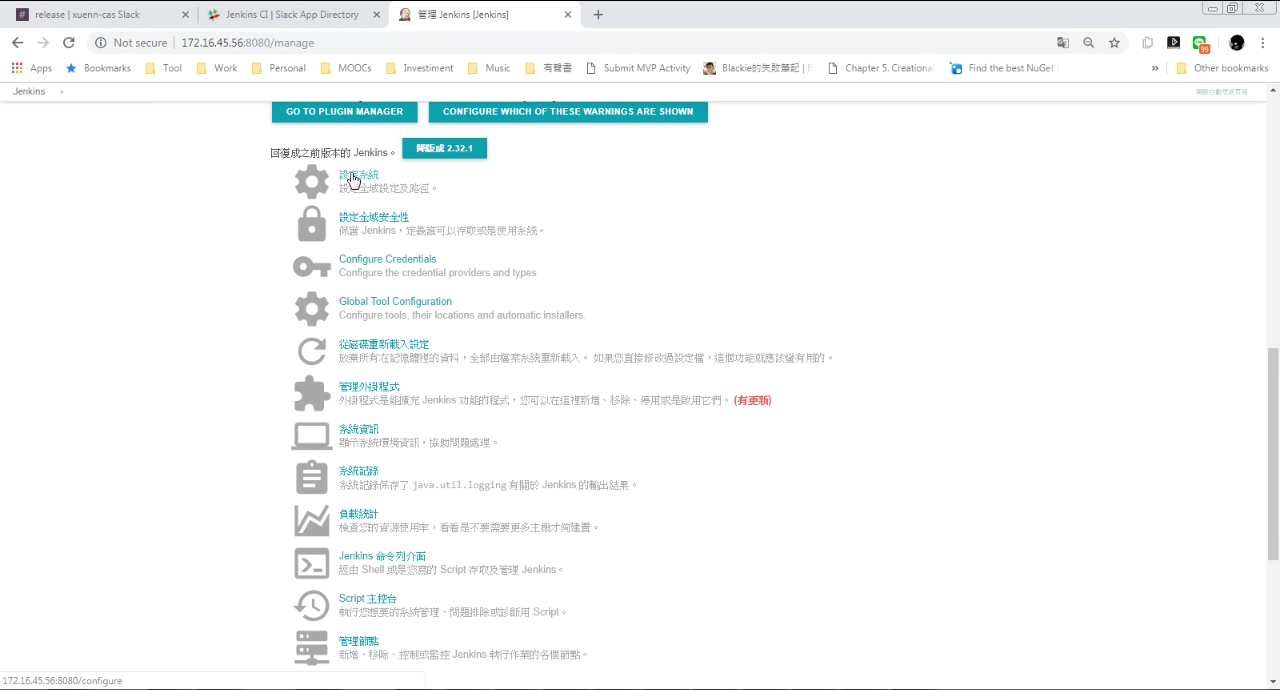 release | xuenn-cas Slack
Jenkins CI | Slack App Directory
管理 Jenkins [Jenkins]
Not secure | 172.16.45.56:8080/manage
99
Apps
Bookmarks
Tool
Work
Personal
MOOCs
Investiment
Music
有聲書
Submit MVP Activity
Blackie的失敗筆記 |
Chapter 5. Creationa
Find the best NuGet
»
Other bookmarks
Jenkins ›
GO TO PLUGIN MANAGER
CONFIGURE WHICH OF THESE WARNINGS ARE SHOWN
回復成之前版本的 Jenkins。
降版成 2.32.1
設定系統
設定全域設定及路徑。
設定全域安全性
保護 Jenkins，定義誰可以存取或是使用系統。
Configure Credentials
Configure the credential providers and types
Global Tool Configuration
Configure tools, their locations and automatic installers.
從磁碟重新載入設定
放棄所有在記憶體裡的資料，全部由檔案系統重新載入。 如果您直接修改過設定檔，這個功能就應該蠻有用的。
管理外掛程式
外掛程式是能擴充 Jenkins 功能的程式，您可以在這裡新增、移除、停用或是啟用它們。 (有更新)
系統資訊
顯示系統環境資訊，協助問題處理。
系統記錄
系統記錄保存了 java.util.logging 有關於 Jenkins 的輸出結果。
負載統計
檢查您的資源使用率，看看是不要需要更多主機才夠建置。
Jenkins 命令列介面
經由 Shell 或是您寫的 Script 存取及管理 Jenkins。
Script 主控台
執行您想要的系統管理、問題排除或診斷用 Script。
管理節點
新增、移除、控制或監控 Jenkins 執行作業的各個節點。
172.16.45.56:8080/configure